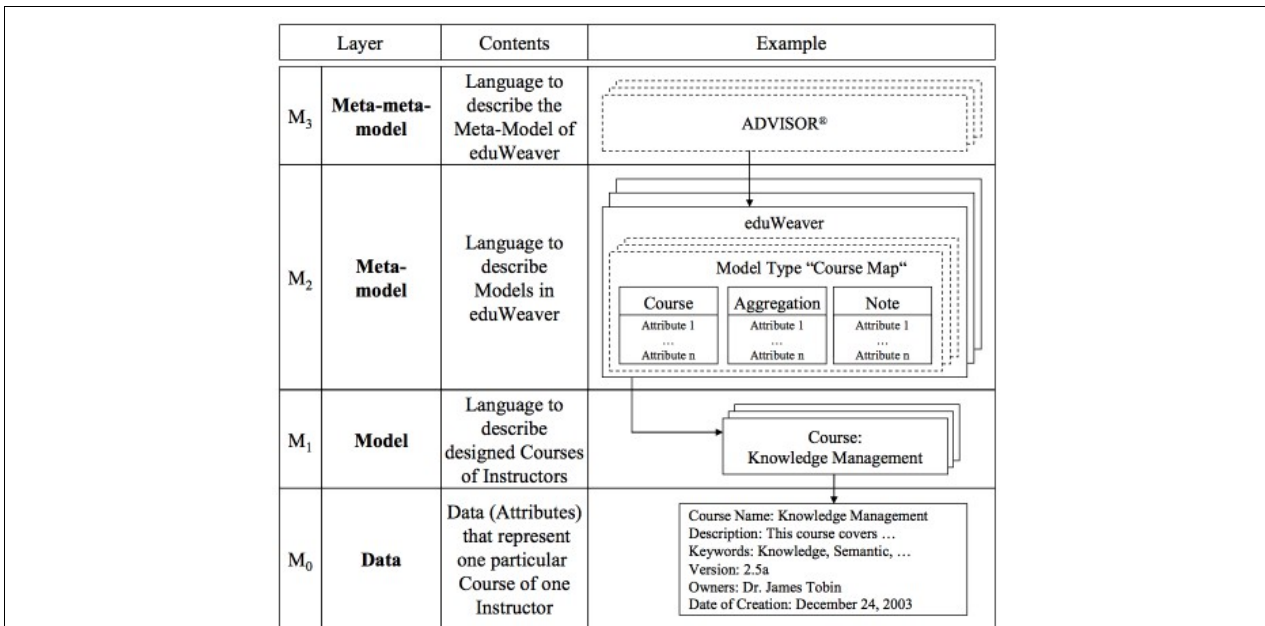 Layer Contents Example
M3
Meta-meta-
model
Language to
describe the
Meta-Model of
eduWeaver
ADVISOR®
M2
Meta-
model
Language to
describe
Models in
eduWeaver
eduWeaver
Model Type “Course Map“
Course
Attribute 1
...
Attribute n
Aggregation
Attribute 1
...
Attribute n
Note
Attribute 1
...
Attribute n
M1
Model
Language to
describe
designed Courses
of Instructors
Course:
Knowledge Management
M0
Data
Data (Attributes)
that represent
one particular
Course of one
Instructor
Course Name: Knowledge Management
Description: This course covers ...
Keywords: Knowledge, Semantic, ...
Version: 2.5a
Owners: Dr. James Tobin
Date of Creation: December 24, 2003